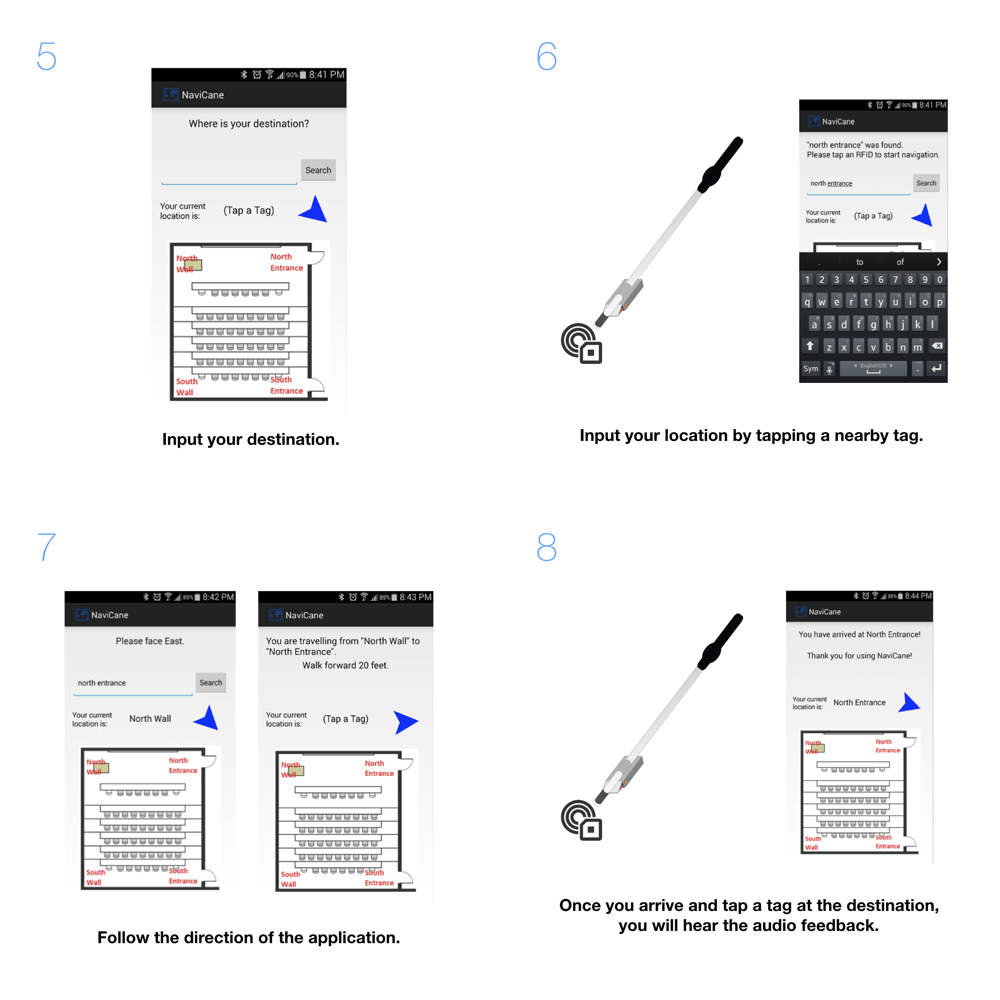 5
90% 8:41 PM
NaviCane
Where is your destination?
Search
Your current
location is:
(Tap a Tag)
North
Wall
North
Entrance
South
Wall
South
Entrance
Input your destination.
6
90% 8:41 PM
NaviCane
"north entrance" was found.
Please tap an RFID to start navigation.
north entrance
Search
Your current
location is:
(Tap a Tag)
. to of
1 2 3 4 5 6 7 8 9 0
q w e r t y u i o p
a s d f g h j k l
z x c v b n m
Sym English(US) .
Input your location by tapping a nearby tag.
7
89% 8:42 PM
NaviCane
Please face East.
north entrance
Search
Your current
location is:
North Wall
North
Wall
North
Entrance
South
Wall
South
Entrance
89% 8:43 PM
NaviCane
You are travelling from "North Wall" to
"North Entrance".
Walk forward 20 feet.
Your current
location is:
(Tap a Tag)
North
Wall
North
Entrance
South
Wall
South
Entrance
Follow the direction of the application.
8
88% 8:44 PM
NaviCane
You have arrived at North Entrance!
Thank you for using NaviCane!
Your current
location is:
North Entrance
North
Wall
North
Entrance
South
Wall
South
Entrance
Once you arrive and tap a tag at the destination,
you will hear the audio feedback.